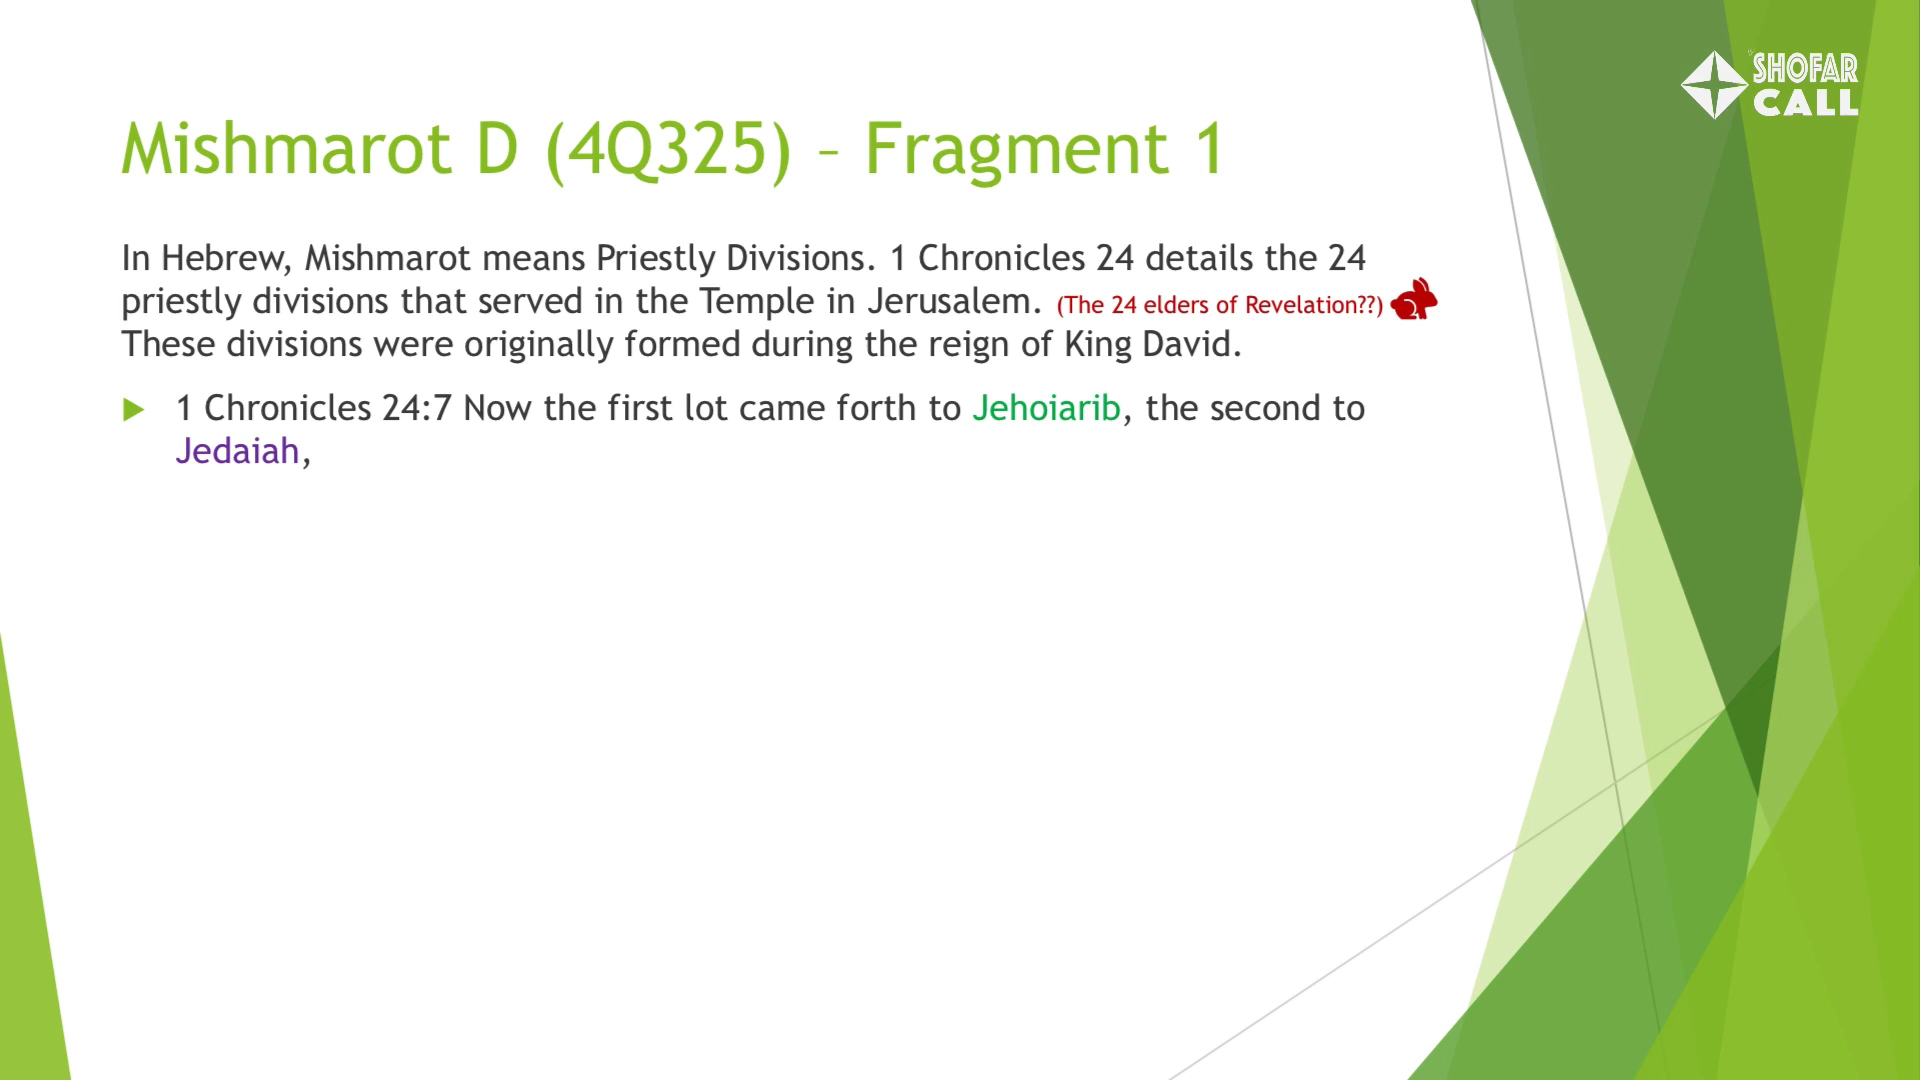 SHOFAR
CALL
Mishmarot D (4Q325) – Fragment 1
In Hebrew, Mishmarot means Priestly Divisions. 1 Chronicles 24 details the 24
priestly divisions that served in the Temple in Jerusalem. (The 24 elders of Revelation??)
These divisions were originally formed during the reign of King David.
1 Chronicles 24:7 Now the first lot came forth to Jehoiarib, the second to
Jedaiah,